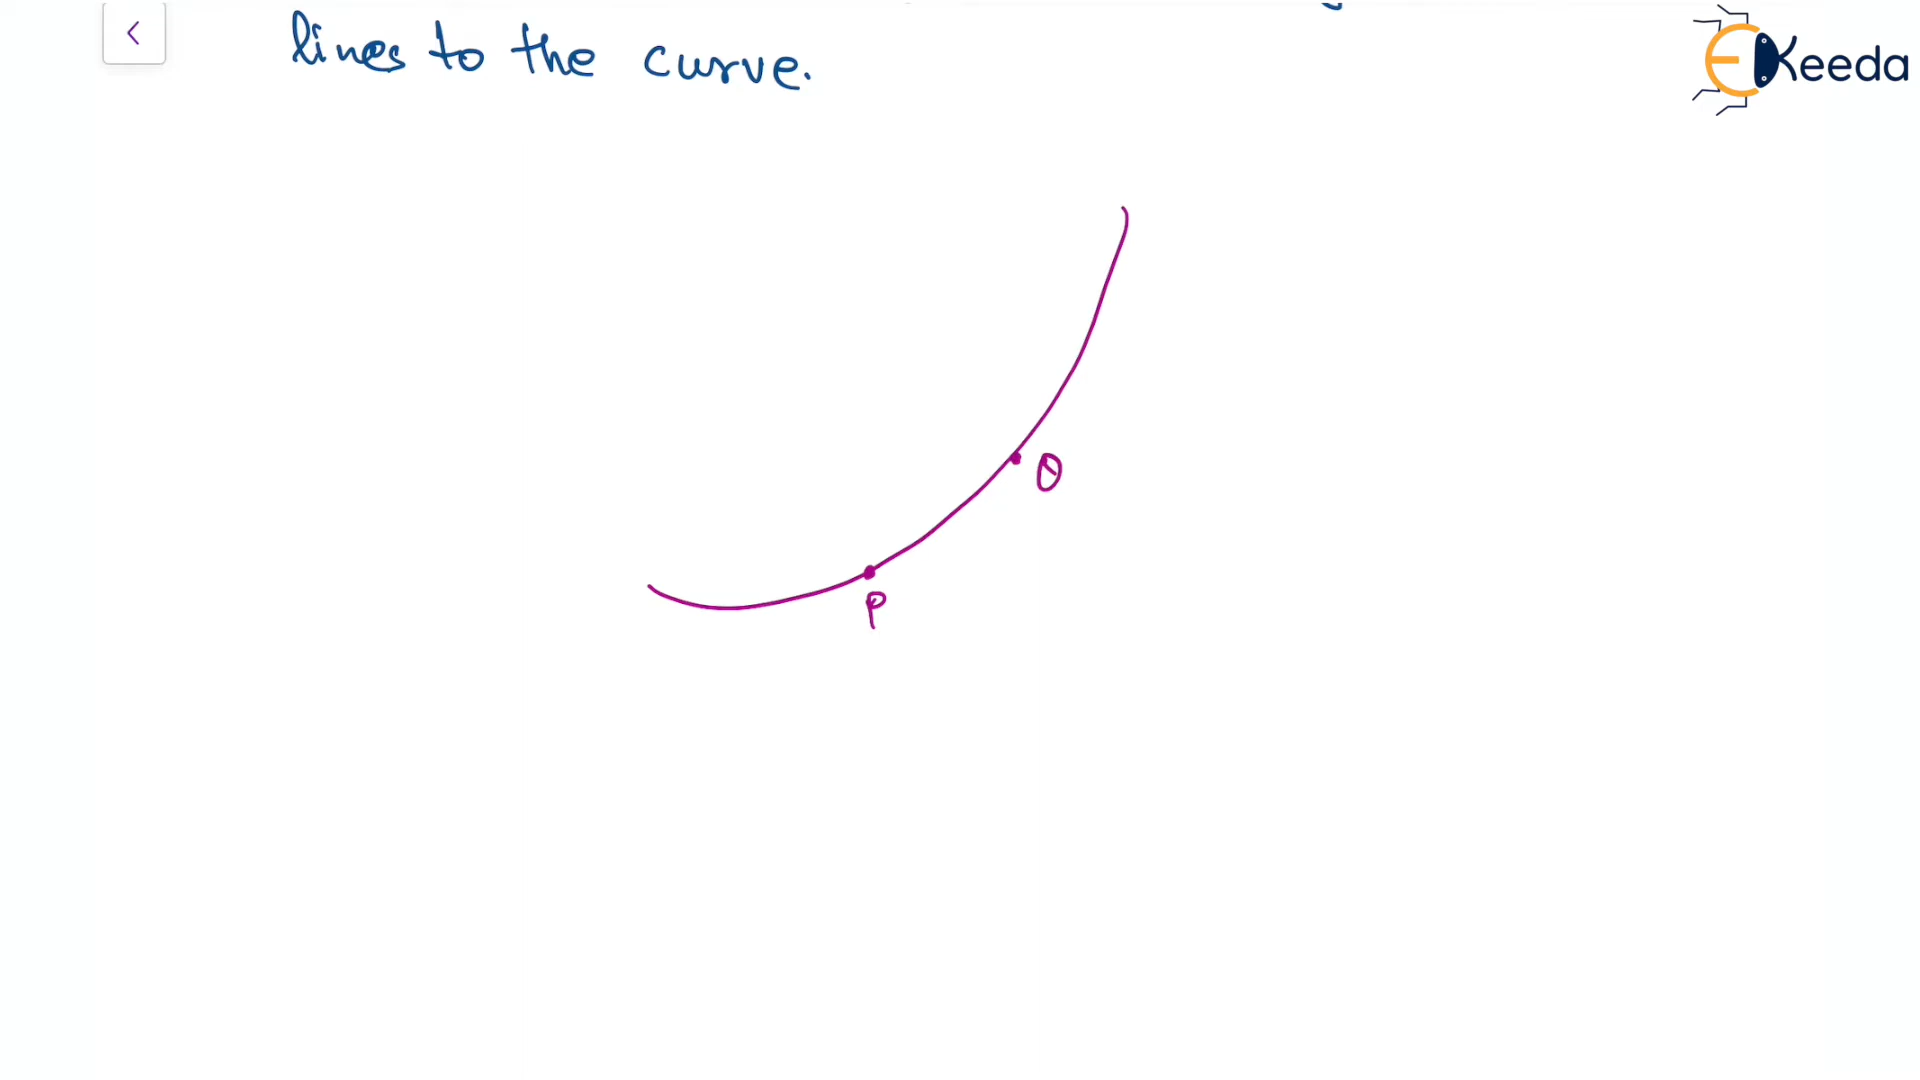 lines to the curve.
EKeeda
Q
P